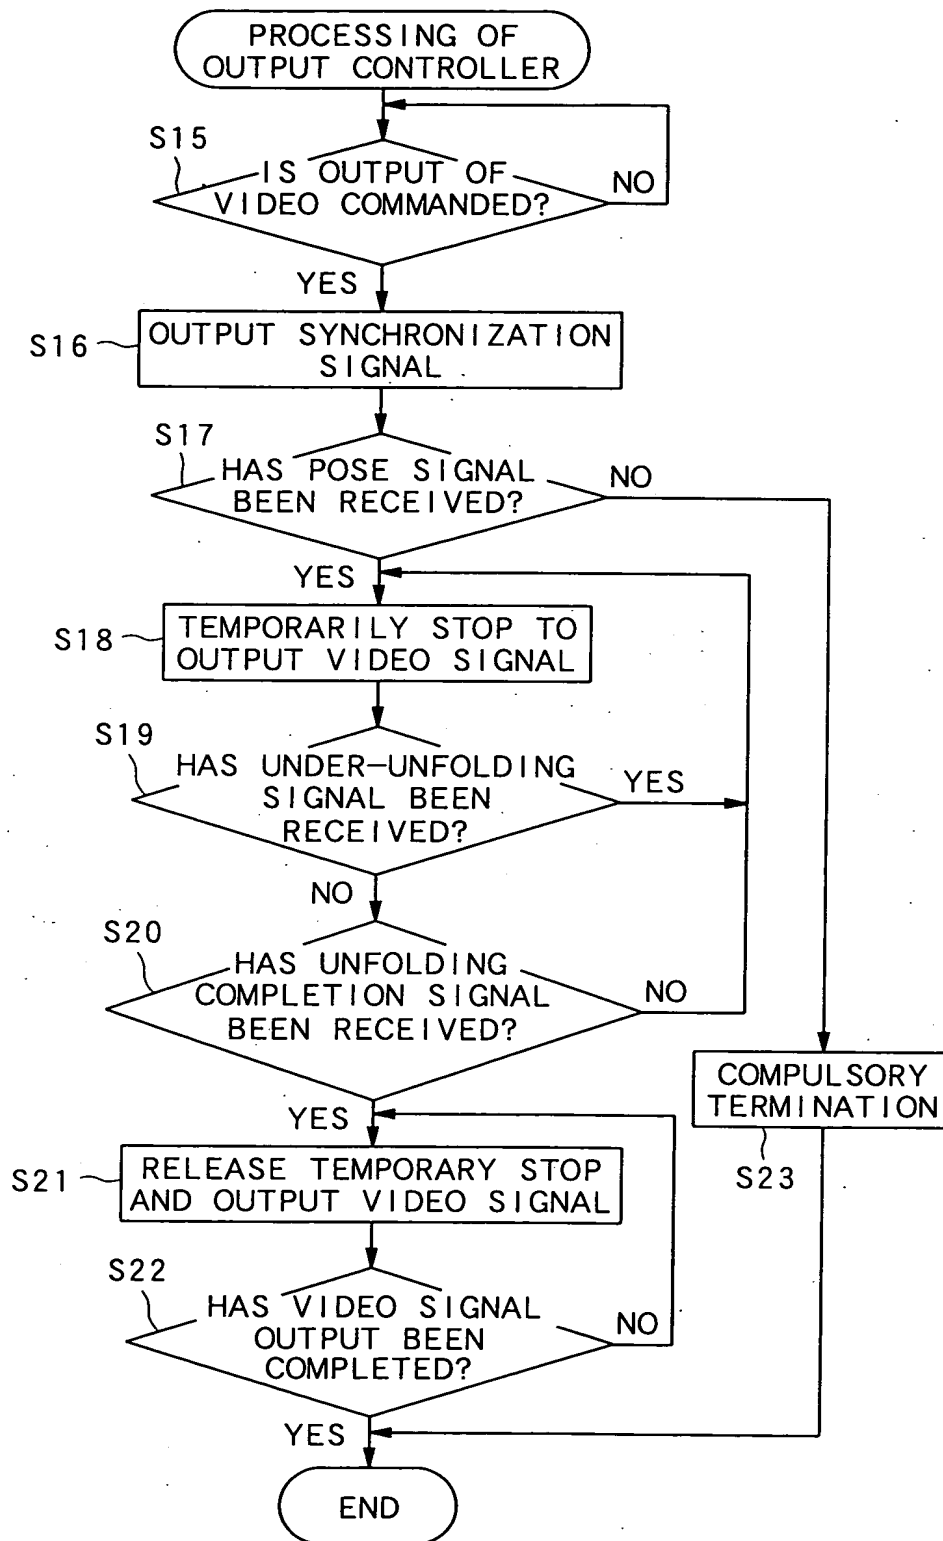 PROCESSING OF
OUTPUT CONTROLLER
S15
IS OUTPUT OF
VIDEO COMMANDED?
NO
YES
S16
OUTPUT SYNCHRONIZATION
SIGNAL
S17
HAS POSE SIGNAL
BEEN RECEIVED?
NO
YES
S18
TEMPORARILY STOP TO
OUTPUT VIDEO SIGNAL
S19
HAS UNDER-UNFOLDING
SIGNAL BEEN
RECEIVED?
YES
NO
S20
HAS UNFOLDING
COMPLETION SIGNAL
BEEN RECEIVED?
NO
COMPULSORY
TERMINATION
S23
YES
S21
RELEASE TEMPORARY STOP
AND OUTPUT VIDEO SIGNAL
S22
HAS VIDEO SIGNAL
OUTPUT BEEN
COMPLETED?
NO
YES
END